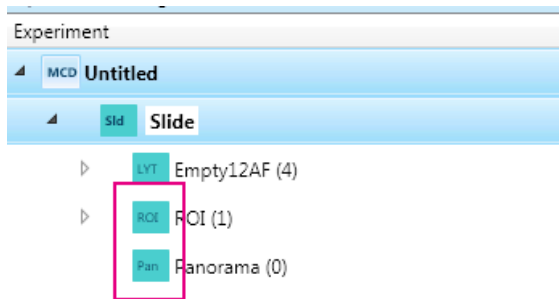 Experiment
MCD Untitled
Sld Slide
LYT Empty12AF (4)
ROI ROI (1)
Pan Panorama (0)